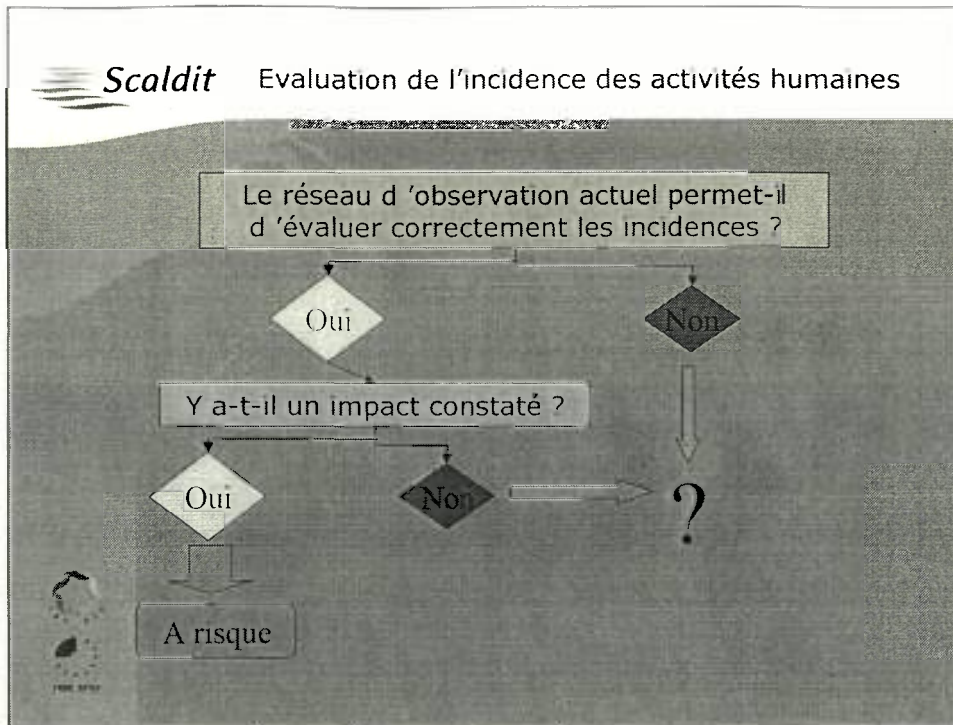 Scaldit Evaluation de l'incidence des activités humaines
Le réseau d 'observation actuel permet-il
d 'évaluer correctement les incidences ?
Oui
Non
Y a-t-il un impact constaté ?
Oui
Non
?
A risque